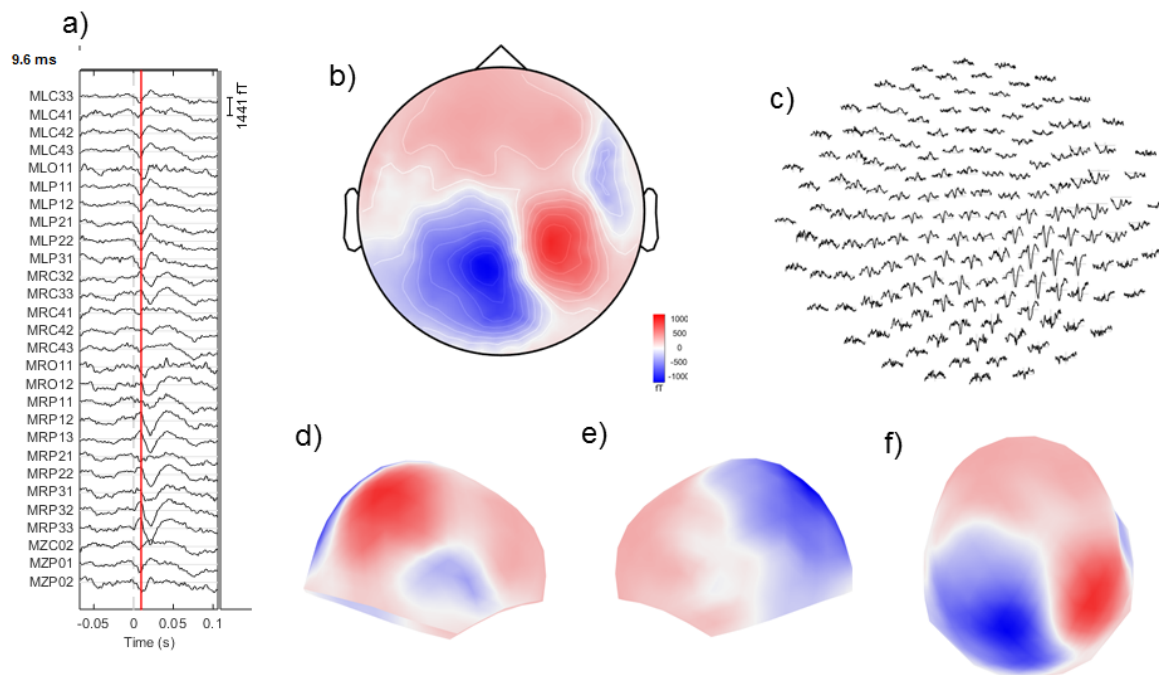 a)
9.6 ms
MLC33
MLC41
MLC42
MLC43
MLO11
MLP11
MLP12
MLP21
MLP22
MLP31
MRC32
MRC33
MRC41
MRC42
MRC43
MRO11
MRO12
MRP11
MRP12
MRP13
MRP21
MRP22
MRP31
MRP32
MRP33
MZC02
MZP01
MZP02
-0.05 0 0.05 0.1
Time (s)
1441 fT
b)
1000
500
0
-500
-1000
fT
c)
d)
e)
f)